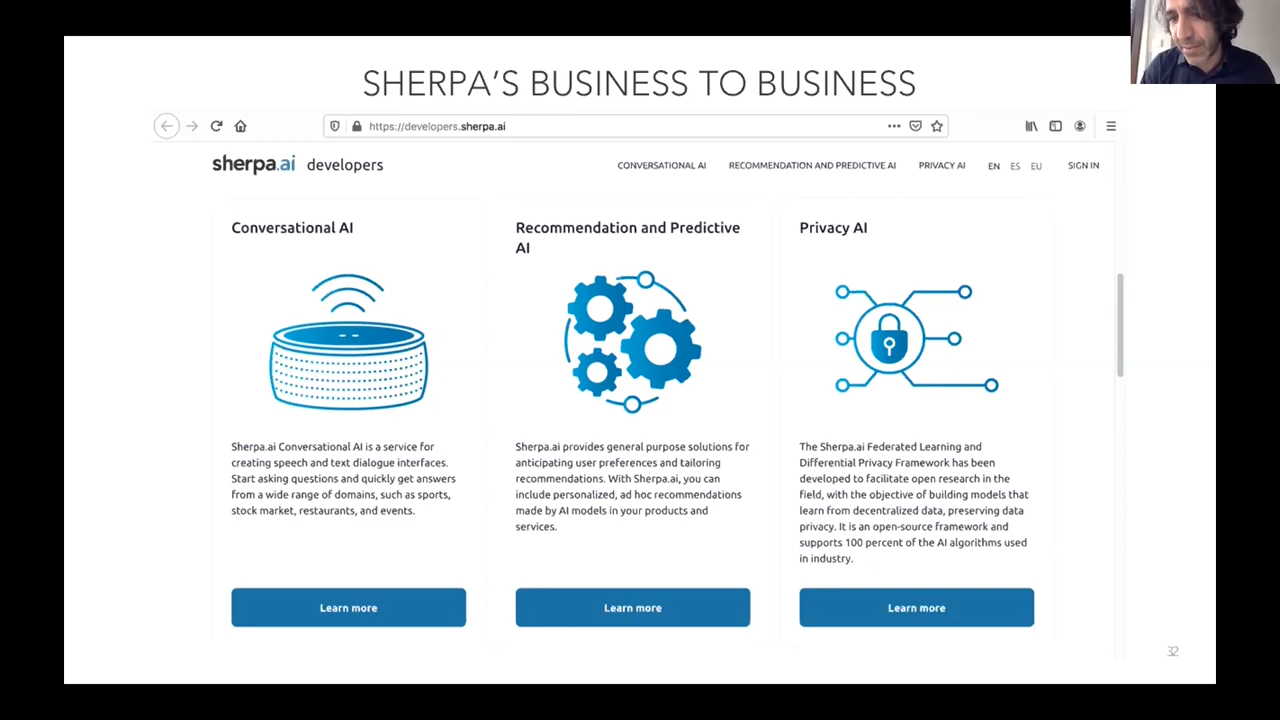 SHERPA'S BUSINESS TO BUSINESS
https://developers.sherpa.ai
sherpa.ai developers
CONVERSATIONAL AI
RECOMMENDATION AND PREDICTIVE AI
PRIVACY AI
EN
ES
EU
SIGN IN
Conversational AI
Sherpa.ai Conversational AI is a service for
creating speech and text dialogue interfaces.
Start asking questions and quickly get answers
from a wide range of domains, such as sports,
stock market, restaurants, and events.
Learn more
Recommendation and Predictive
AI
Sherpa.ai provides general purpose solutions for
anticipating user preferences and tailoring
recommendations. With Sherpa.ai, you can
include personalized, ad hoc recommendations
made by AI models in your products and
services.
Learn more
Privacy AI
The Sherpa.ai Federated Learning and
Differential Privacy Framework has been
developed to facilitate open research in the
field, with the objective of building models that
learn from decentralized data, preserving data
privacy. It is an open-source framework and
supports 100 percent of the AI algorithms used
in industry.
Learn more
32